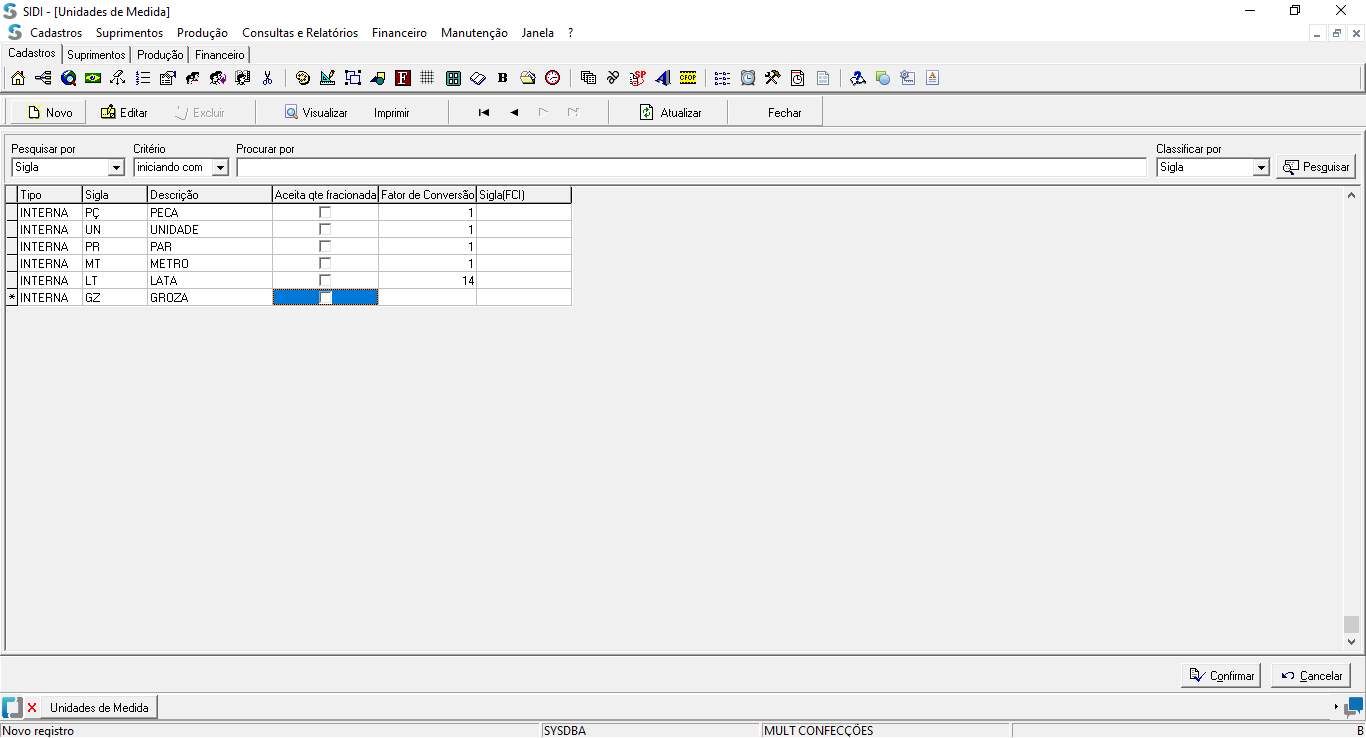 SIDI - [Unidades de Medida]
Cadastros Suprimentos Produção Consultas e Relatórios Financeiro Manutenção Janela ?
Cadastros Suprimentos Produção Financeiro
F B SP CFOP A
Novo Editar Excluir Visualizar Imprimir Atualizar Fechar
Pesquisar por Critério Procurar por Classificar por
Sigla iniciando com Sigla Pesquisar
Tipo Sigla Descrição Aceita qte fracionada Fator de Conversão Sigla(FCI)
INTERNA PÇ PECA 1
INTERNA UN UNIDADE 1
INTERNA PR PAR 1
INTERNA MT METRO 1
INTERNA LT LATA 14
* INTERNA GZ GROZA
Confirmar Cancelar
Unidades de Medida
Novo registro SYSDBA MULT CONFECÇÕES B